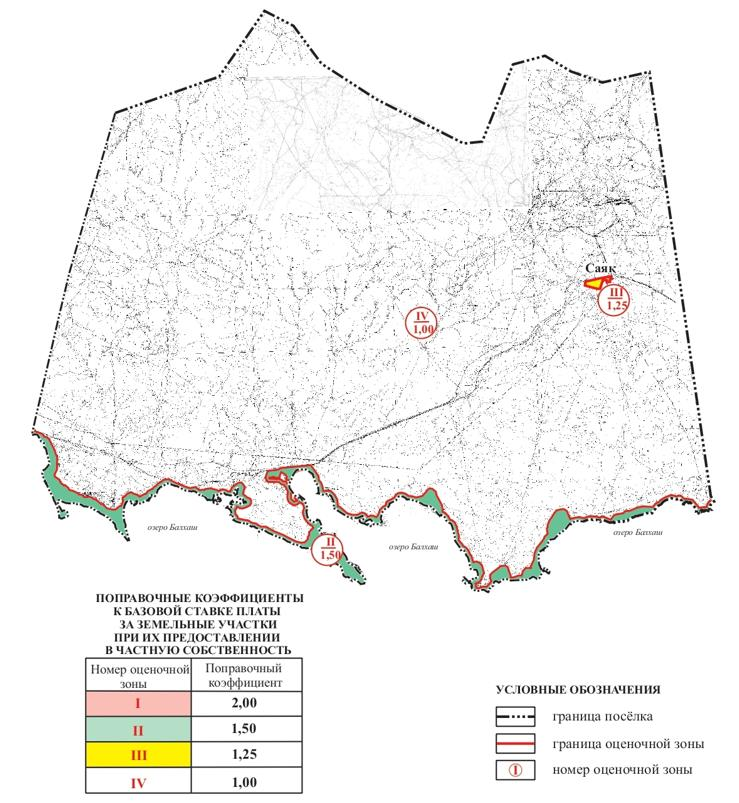 Саяк
III
1,25
IV
1,00
озеро Балхаш
II
1,50
озеро Балхаш
озеро Балхаш
ПОПРАВОЧНЫЕ КОЭФФИЦИЕНТЫ
К БАЗОВОЙ СТАВКЕ ПЛАТЫ
ЗА ЗЕМЕЛЬНЫЕ УЧАСТКИ
ПРИ ИХ ПРЕДОСТАВЛЕНИИ
В ЧАСТНУЮ СОБСТВЕННОСТЬ
Номер оценочной зоны Поправочный коэффициент
I 2,00
II 1,50
III 1,25
IV 1,00
УСЛОВНЫЕ ОБОЗНАЧЕНИЯ
граница посёлка
граница оценочной зоны
I номер оценочной зоны